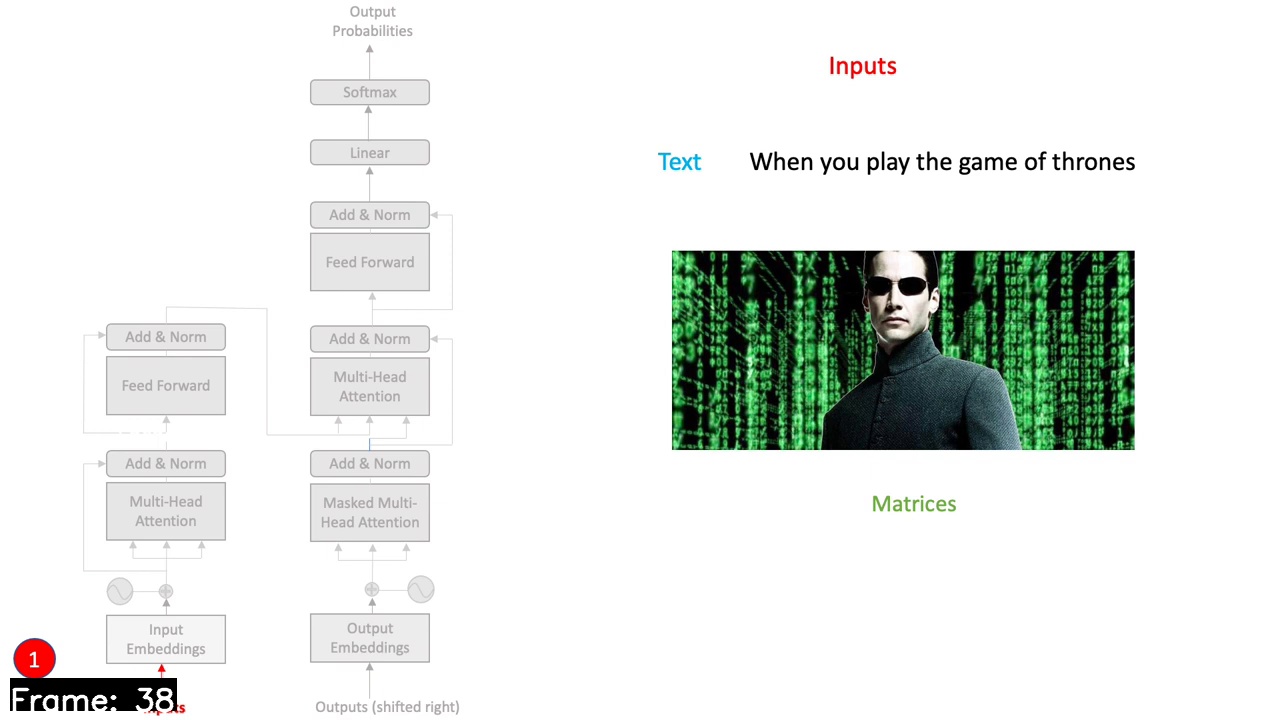 Output
Probabilities
Softmax
Linear
Add & Norm
Feed Forward
Add & Norm
Multi-Head
Attention
Add & Norm
Masked Multi-
Head Attention
Output
Embeddings
Outputs (shifted right)
Add & Norm
Feed Forward
Add & Norm
Multi-Head
Attention
Input
Embeddings
1
Frame: 38
Inputs
Text When you play the game of thrones
Matrices